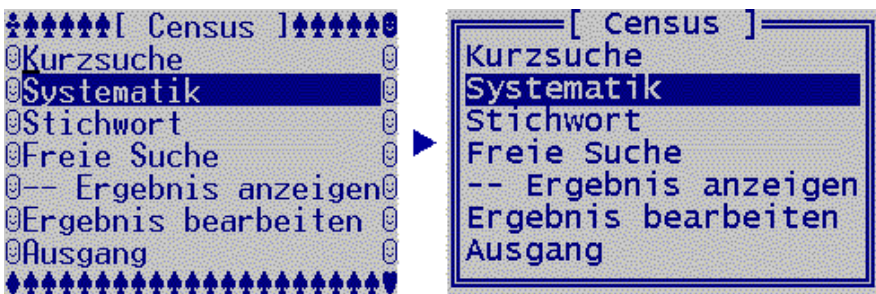 [ Census ]
Kurzsuche
Systematik
Stichwort
Freie Suche
-- Ergebnis anzeigen
Ergebnis bearbeiten
Ausgang
[ Census ]
Kurzsuche
Systematik
Stichwort
Freie Suche
-- Ergebnis anzeigen
Ergebnis bearbeiten
Ausgang